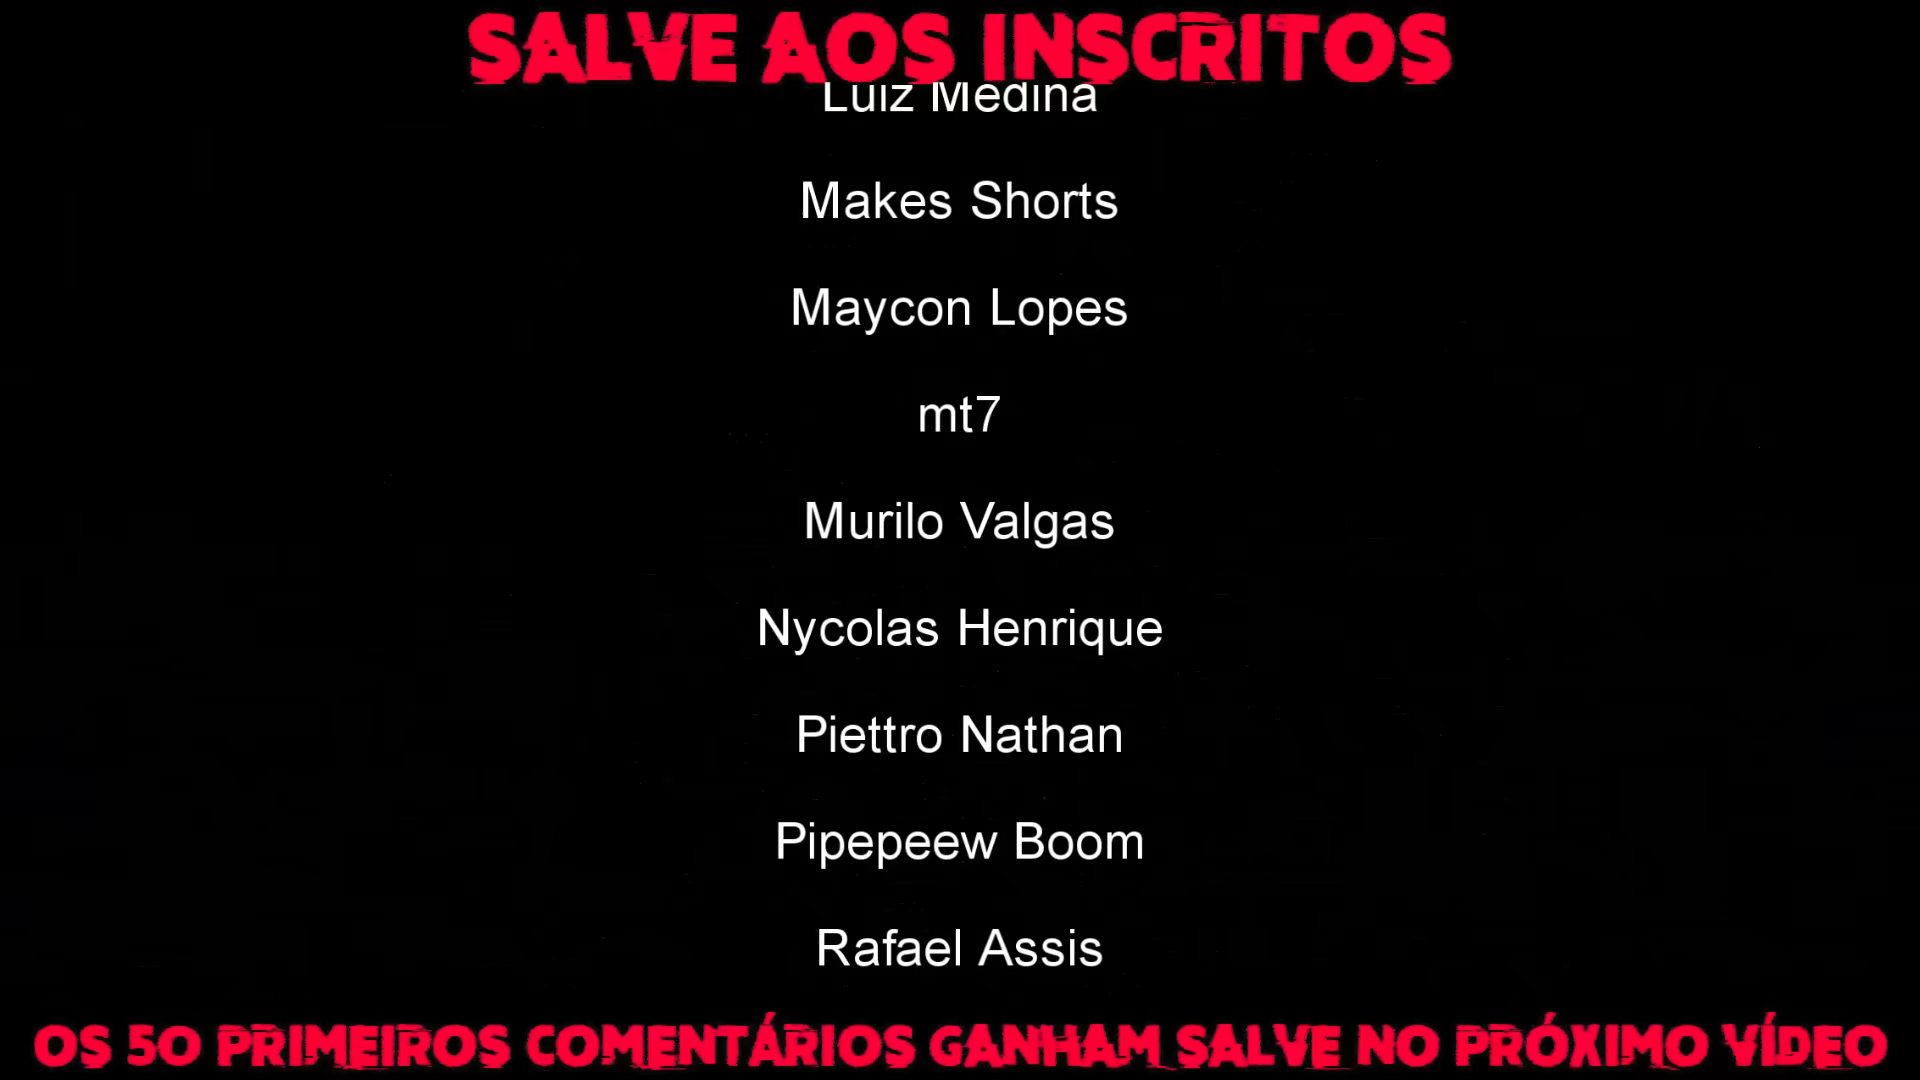 SALVE AOS INSCRITOS
Luiz Medina
Makes Shorts
Maycon Lopes
mt7
Murilo Valgas
Nycolas Henrique
Piettro Nathan
Pipepeew Boom
Rafael Assis
OS 50 PRIMEIROS COMENTÁRIOS GANHAM SALVE NO PRÓXIMO VÍDEO